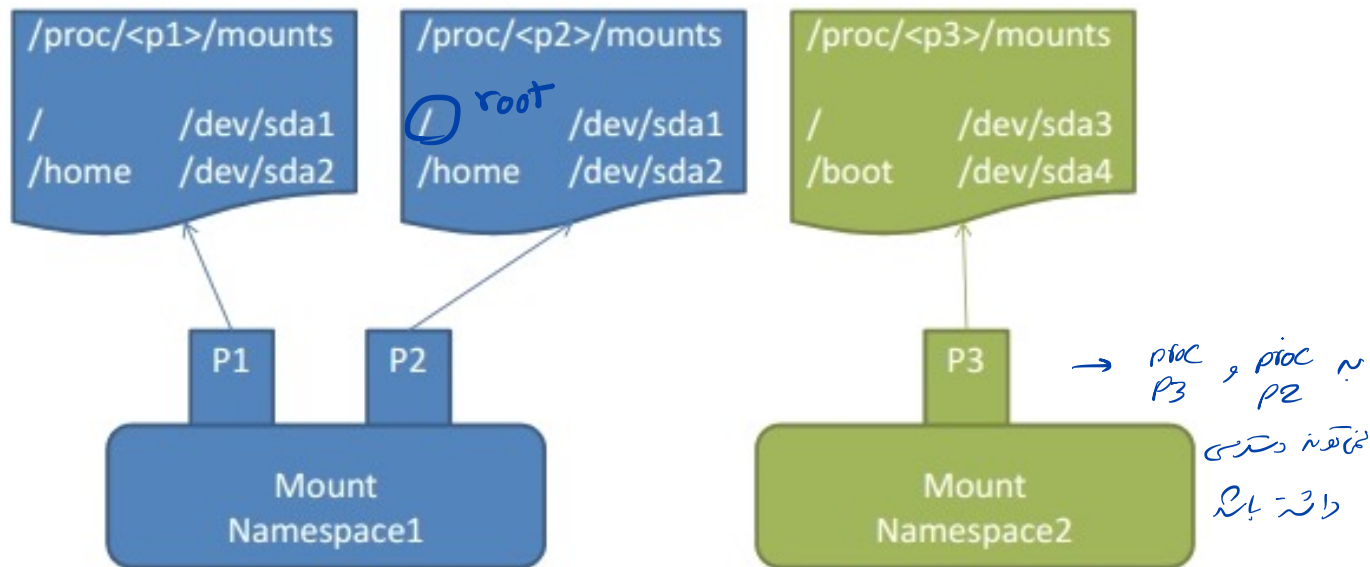 /proc/<p1>/mounts
/ /dev/sda1
/home /dev/sda2
/proc/<p2>/mounts
/ root /dev/sda1
/home /dev/sda2
/proc/<p3>/mounts
/ /dev/sda3
/boot /dev/sda4
P1
P2
P3
Mount
Namespace1
Mount
Namespace2
→ به proc P2 و proc P3
نمی‌تونه دسترسی
داشته باشه